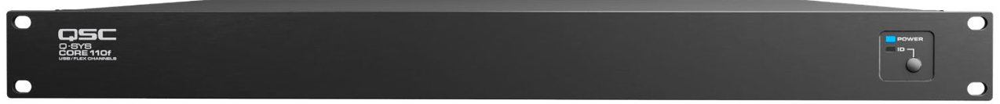 QSC
Q-SYS
CORE 110f
USB/FLEX CHANNELS
POWER
ID